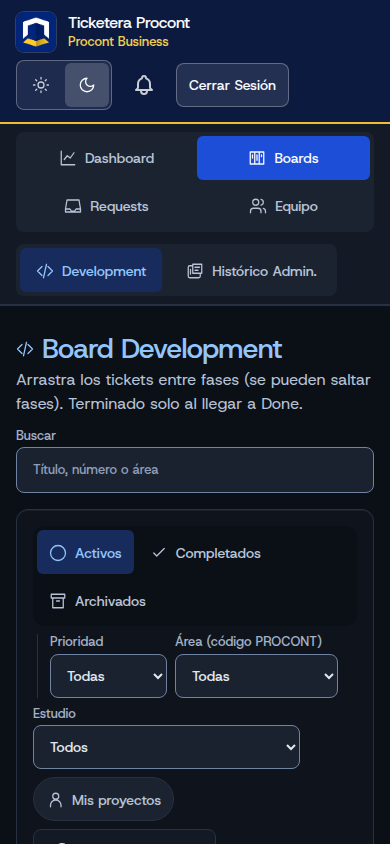 Ticketera Procont
Procont Business
Cerrar Sesión
Dashboard
Boards
Requests
Equipo
Development
Histórico Admin.
Board Development
Arrastra los tickets entre fases (se pueden saltar
fases). Terminado solo al llegar a Done.
Buscar
Título, número o área
Activos
Completados
Archivados
Prioridad
Área (código PROCONT)
Todas
Todas
Estudio
Todos
Mis proyectos